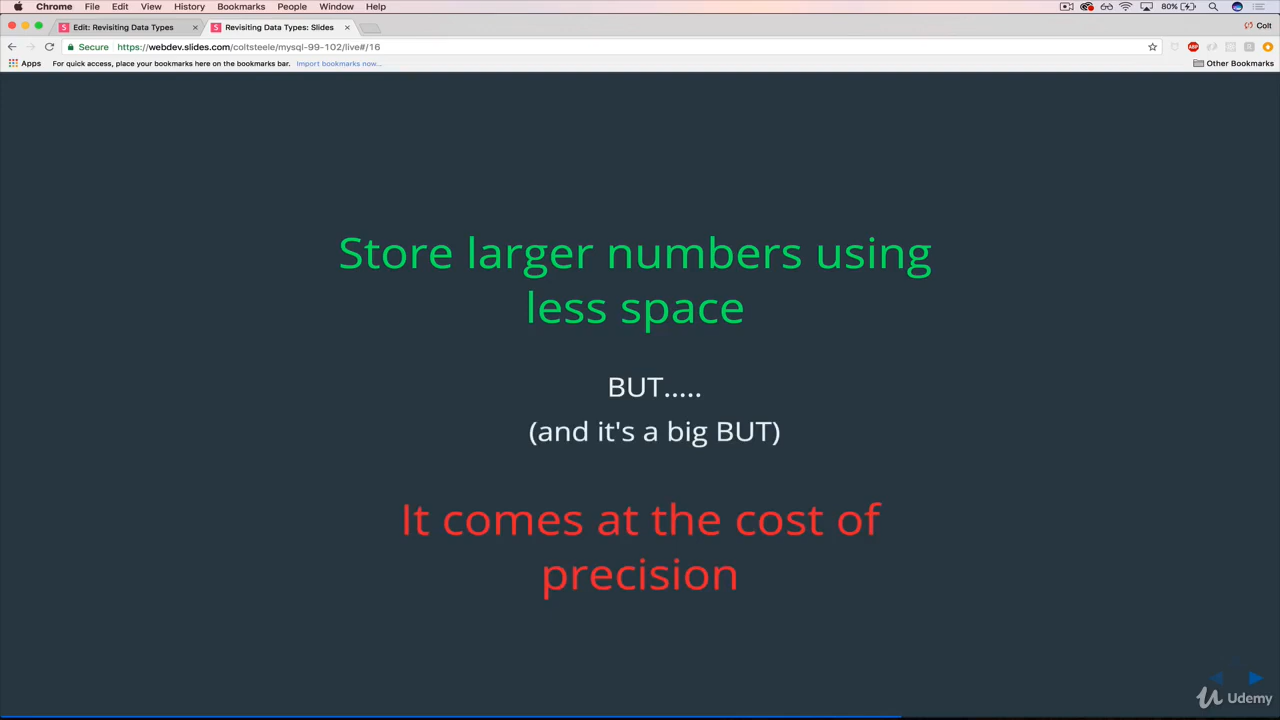 Chrome File Edit View History Bookmarks People Window Help 80%
Edit: Revisiting Data Types Revisiting Data Types: Slides Colt
Secure https://webdev.slides.com/coltsteele/mysql-99-102/live#/16 ABP
Apps For quick access, place your bookmarks here on the bookmarks bar. Import bookmarks now... Other Bookmarks
Store larger numbers using
less space
BUT.....
(and it's a big BUT)
It comes at the cost of
precision
Udemy